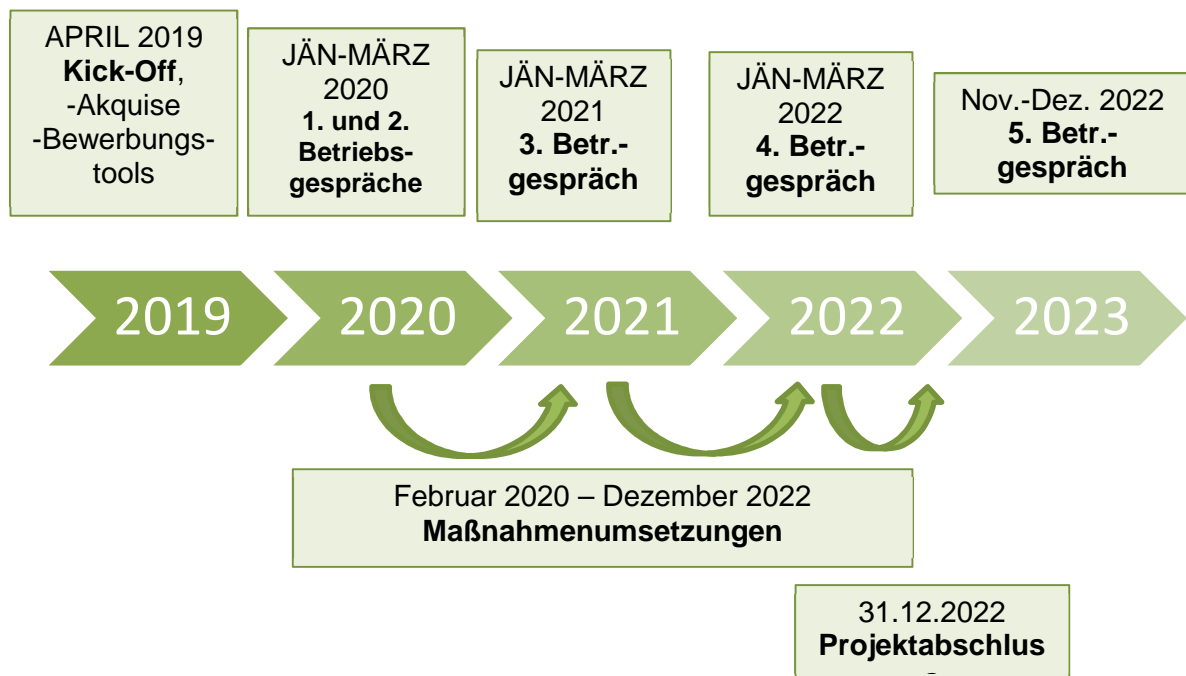 APRIL 2019
Kick-Off,
-Akquise
-Bewerbungs-
tools
JÄN-MÄRZ
2020
1. und 2.
Betriebs-
gespräche
JÄN-MÄRZ
2021
3. Betr.-
gespräch
JÄN-MÄRZ
2022
4. Betr.-
gespräch
Nov.-Dez. 2022
5. Betr.-
gespräch
2019
2020
2021
2022
2023
Februar 2020 – Dezember 2022
Maßnahmenumsetzungen
31.12.2022
Projektabschlus